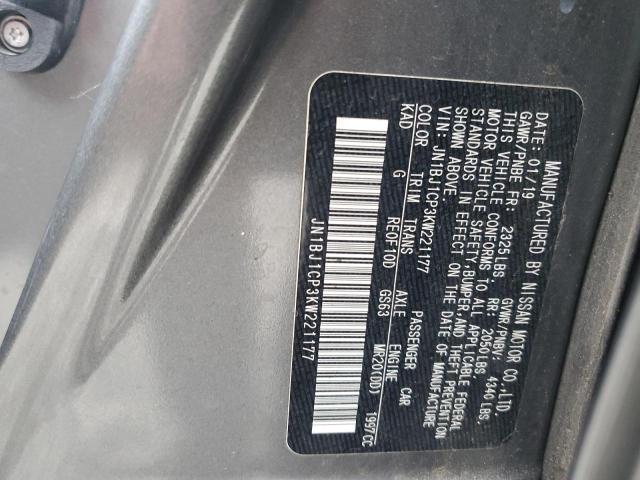 MANUFACTURED BY NISSAN MOTOR CO.,LTD
DATE: 01/19 GVWR/PNBV: 4340 LBS.
GAWR/PNBE FR: 2325LBS. RR: 2050LBS.
THIS VEHICLE CONFORMS TO ALL APPLICABLE FEDERAL
MOTOR VEHICLE SAFETY,BUMPER,AND THEFT PREVENTION
STANDARDS IN EFFECT ON THE DATE OF MANUFACTURE
SHOWN ABOVE.
VIN: JN1BJ1CP3KW221177 PASSENGER CAR
COLOR TRIM TRANS AXLE ENGINE
KAD G RE0F10D GS63 MR20(DD) 1997CC
JN1BJ1CP3KW221177